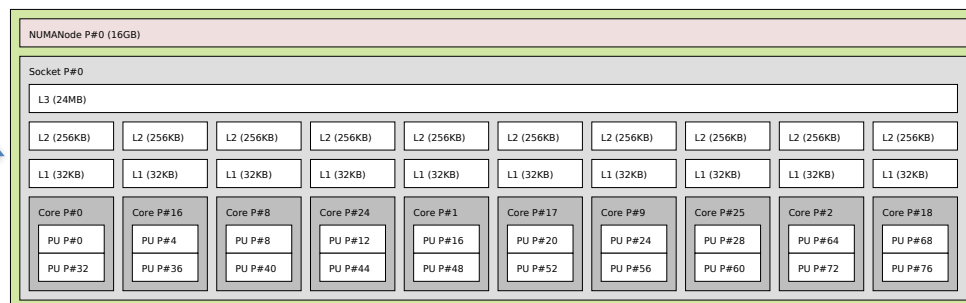 NUMANode P#0 (16GB)
Socket P#0
L3 (24MB)
L2 (256KB) L2 (256KB) L2 (256KB) L2 (256KB) L2 (256KB) L2 (256KB) L2 (256KB) L2 (256KB) L2 (256KB) L2 (256KB)
L1 (32KB) L1 (32KB) L1 (32KB) L1 (32KB) L1 (32KB) L1 (32KB) L1 (32KB) L1 (32KB) L1 (32KB) L1 (32KB)
Core P#0 Core P#16 Core P#8 Core P#24 Core P#1 Core P#17 Core P#9 Core P#25 Core P#2 Core P#18
PU P#0 PU P#4 PU P#8 PU P#12 PU P#16 PU P#20 PU P#24 PU P#28 PU P#64 PU P#68
PU P#32 PU P#36 PU P#40 PU P#44 PU P#48 PU P#52 PU P#56 PU P#60 PU P#72 PU P#76